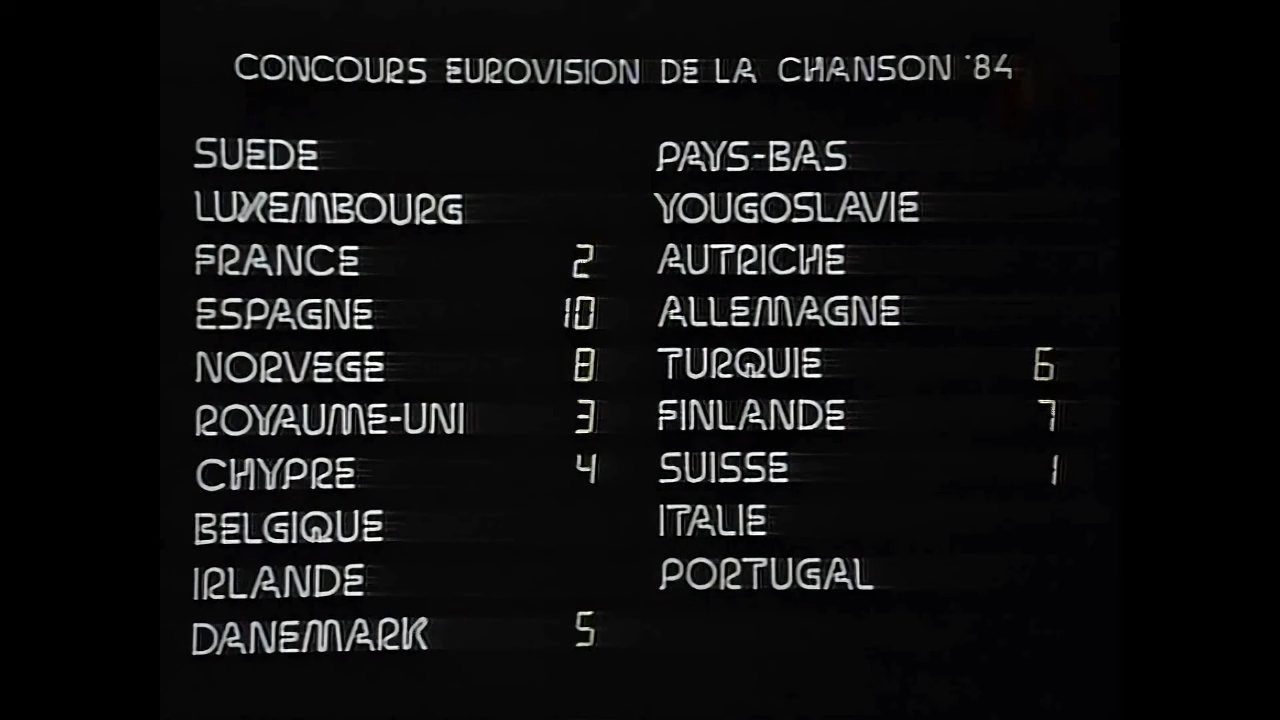 CONCOURS EUROVISION DE LA CHANSON '84
SUEDE
LUXEMBOURG
FRANCE 2
ESPAGNE 10
NORVEGE 8
ROYAUME-UNI 3
CHYPRE 4
BELGIQUE
IRLANDE
DANEMARK 5
PAYS-BAS
YOUGOSLAVIE
AUTRICHE
ALLEMAGNE
TURQUIE 6
FINLANDE 7
SUISSE 1
ITALIE
PORTUGAL